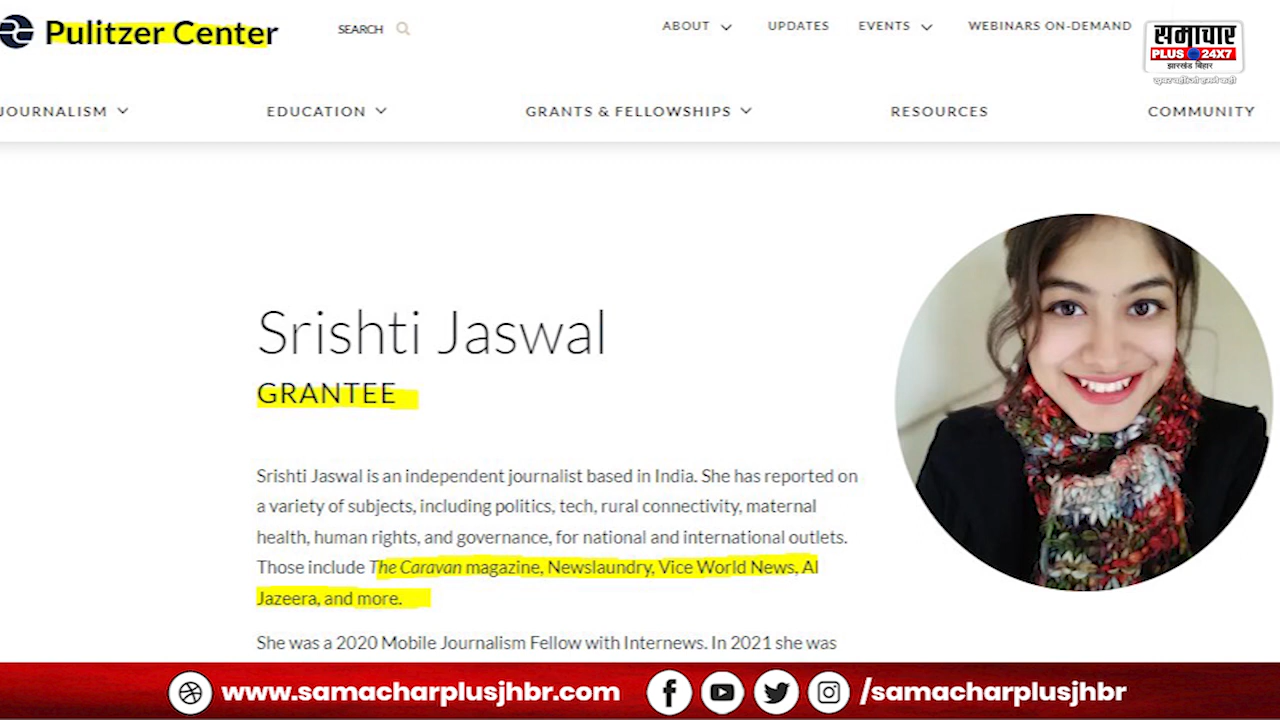 Pulitzer Center
SEARCH
ABOUT
UPDATES
EVENTS
WEBINARS ON-DEMAND
समाचार
PLUS 24X7
झारखंड बिहार
JOURNALISM
EDUCATION
GRANTS & FELLOWSHIPS
RESOURCES
COMMUNITY
Srishti Jaswal
GRANTEE
Srishti Jaswal is an independent journalist based in India. She has reported on
a variety of subjects, including politics, tech, rural connectivity, maternal
health, human rights, and governance, for national and international outlets.
Those include The Caravan magazine, Newslaundry, Vice World News, Al
Jazeera, and more.
She was a 2020 Mobile Journalism Fellow with Internews. In 2021 she was
www.samacharplusjhbr.com
/samacharplusjhbr